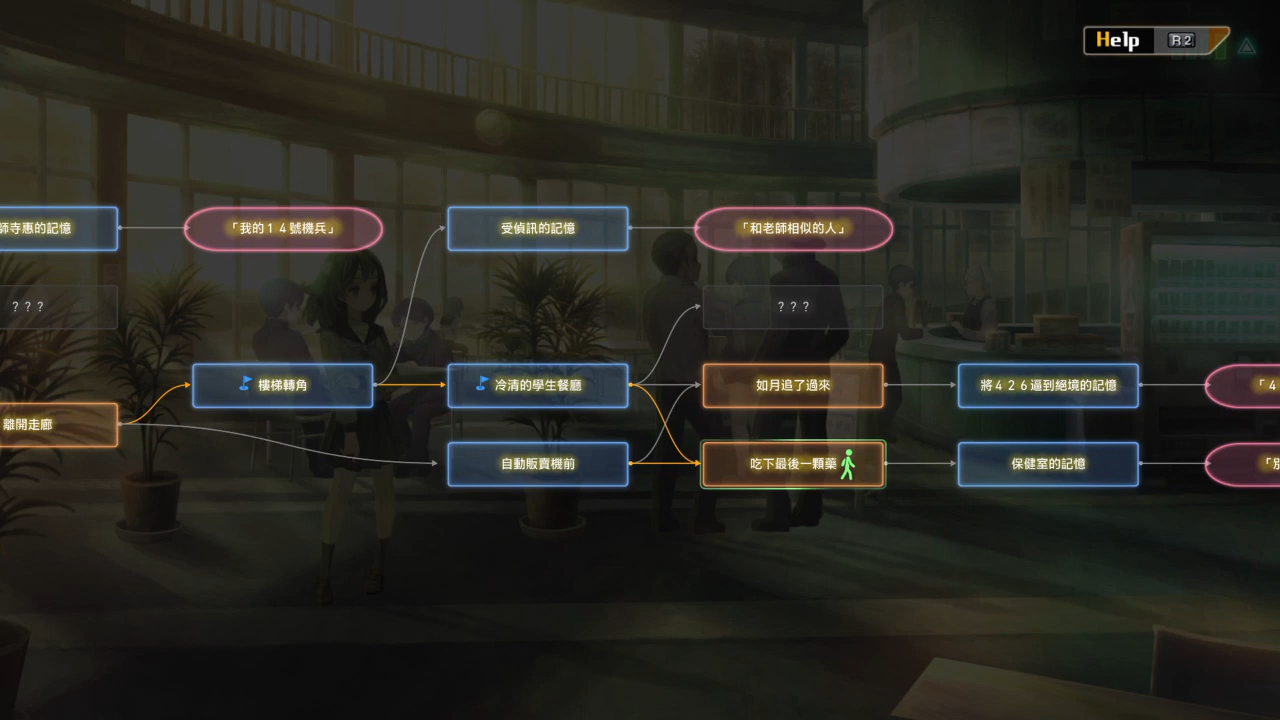 Help R2
師寺惠的記憶
「我的14號機兵」
受偵訊的記憶
「和老師相似的人」
???
???
樓梯轉角
冷清的學生餐廳
如月追了過來
將426逼到絕境的記憶
「4
離開走廊
自動販賣機前
吃下最後一顆藥
保健室的記憶
「別